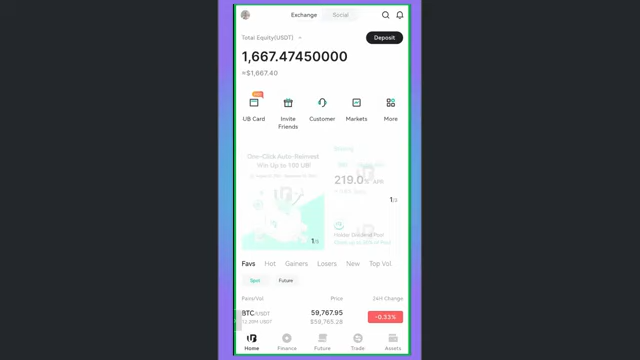 Exchange Social
Total Equity(USDT)
Deposit
1,667.47450000
≈$1,667.40
UB Card
Invite Friends
Customer
Markets
More
One-Click Auto-Reinvest
Win Up to 100 UB!
1/3
219.0% APR
1/3
Favs Hot Gainers Losers New Top Vol
Spot Future
Pairs/Vol Price 24H Change
BTC/USDT 59,767.95 -0.33%
$59,765.28
Home Finance Future Trade Assets